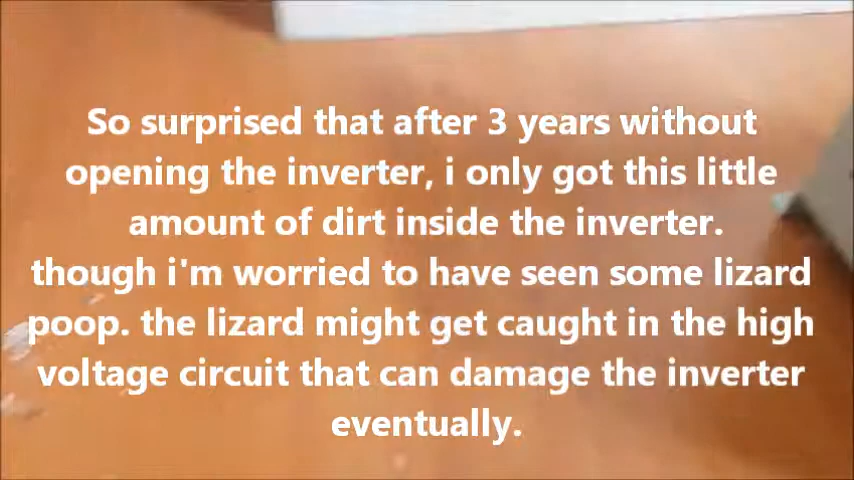 So surprised that after 3 years without
opening the inverter, i only got this little
amount of dirt inside the inverter.
though i'm worried to have seen some lizard
poop. the lizard might get caught in the high
voltage circuit that can damage the inverter
eventually.